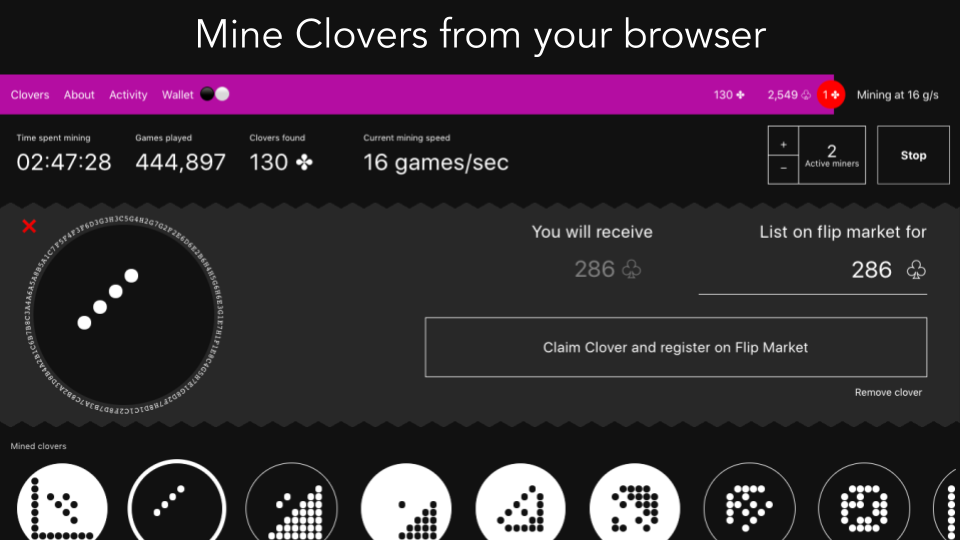 Mine Clovers from your browser
Clovers About Activity Wallet 130 ♣ 2,549 ♧ 1 ♣ Mining at 16 g/s
Time spent mining Games played Clovers found Current mining speed
02:47:28 444,897 130 ♣ 16 games/sec
+ 2 Stop
− Active miners
You will receive List on flip market for
286 ♧ 286 ♧
Claim Clover and register on Flip Market
Remove clover
Mined clovers